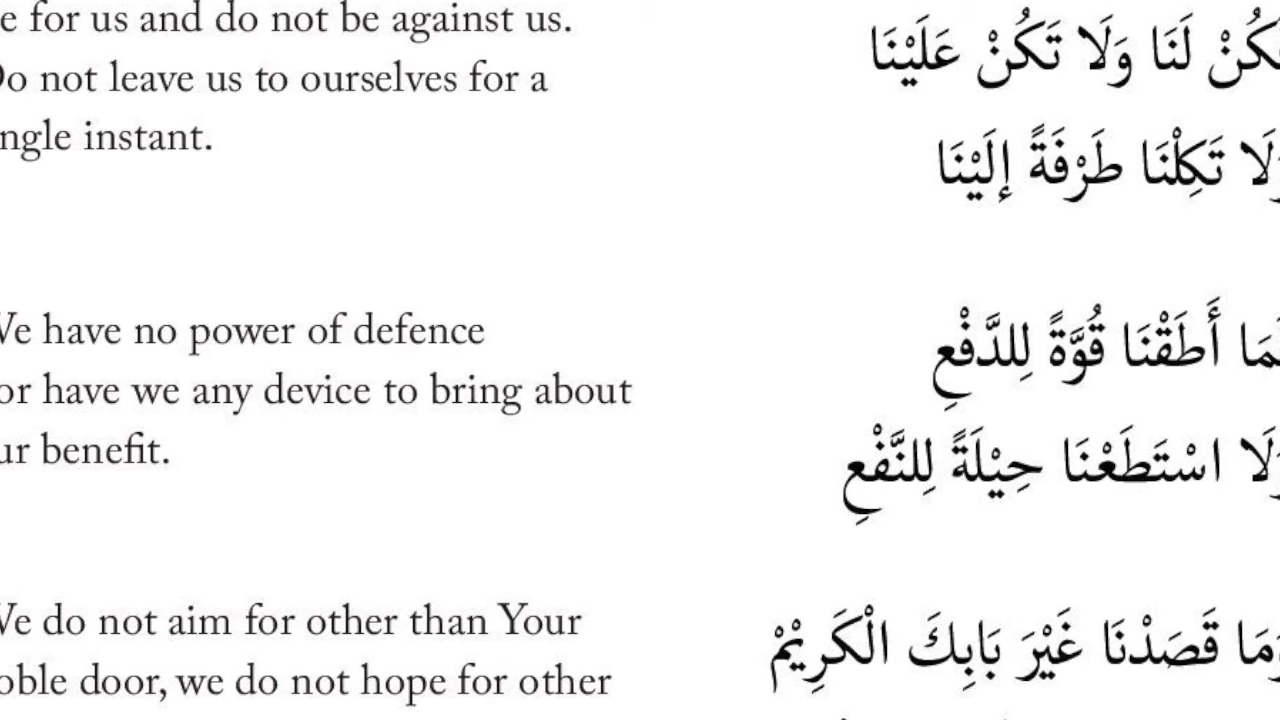 e for us and do not be against us.
Do not leave us to ourselves for a
ngle instant.
كُنْ لَنَا وَلَا تَكُنْ عَلَيْنَا
وَلَا تَكِلْنَا طَرْفَةً إِلَيْنَا
We have no power of defence
or have we any device to bring about
ur benefit.
فَمَا أَطَقْنَا قُوَّةً لِلدَّفْعِ
وَلَا اسْتَطَعْنَا حِيْلَةً لِلنَّفْعِ
We do not aim for other than Your
oble door, we do not hope for other
وَمَا قَصَدْنَا غَيْرَ بَابِكَ الْكَرِيْمْ